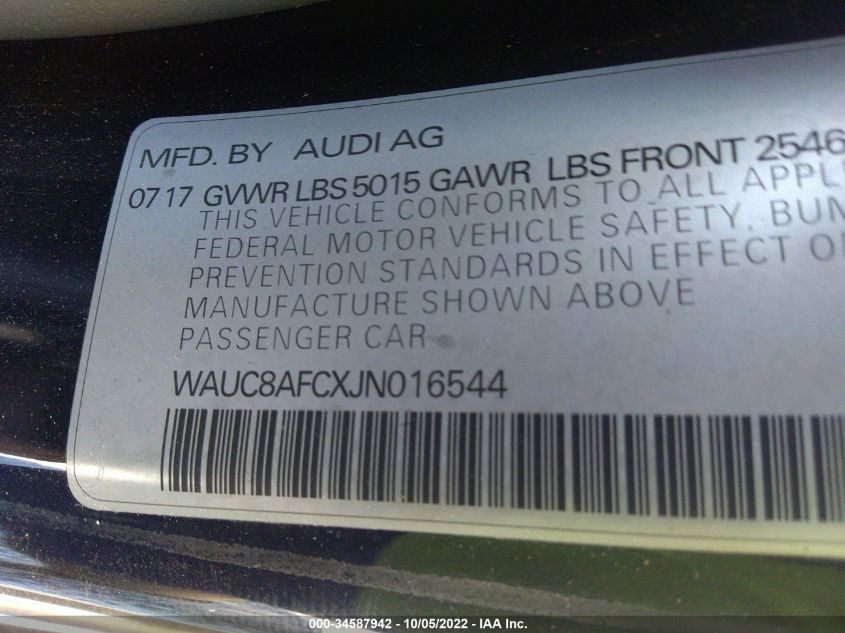 MFD. BY AUDI AG
07 17 GVWR LBS 5015 GAWR LBS FRONT 2546
THIS VEHICLE CONFORMS TO ALL APPL
FEDERAL MOTOR VEHICLE SAFETY, BUM
PREVENTION STANDARDS IN EFFECT O
MANUFACTURE SHOWN ABOVE
PASSENGER CAR
WAUC8AFCXJN016544
000-34587942 - 10/05/2022 - IAA Inc.